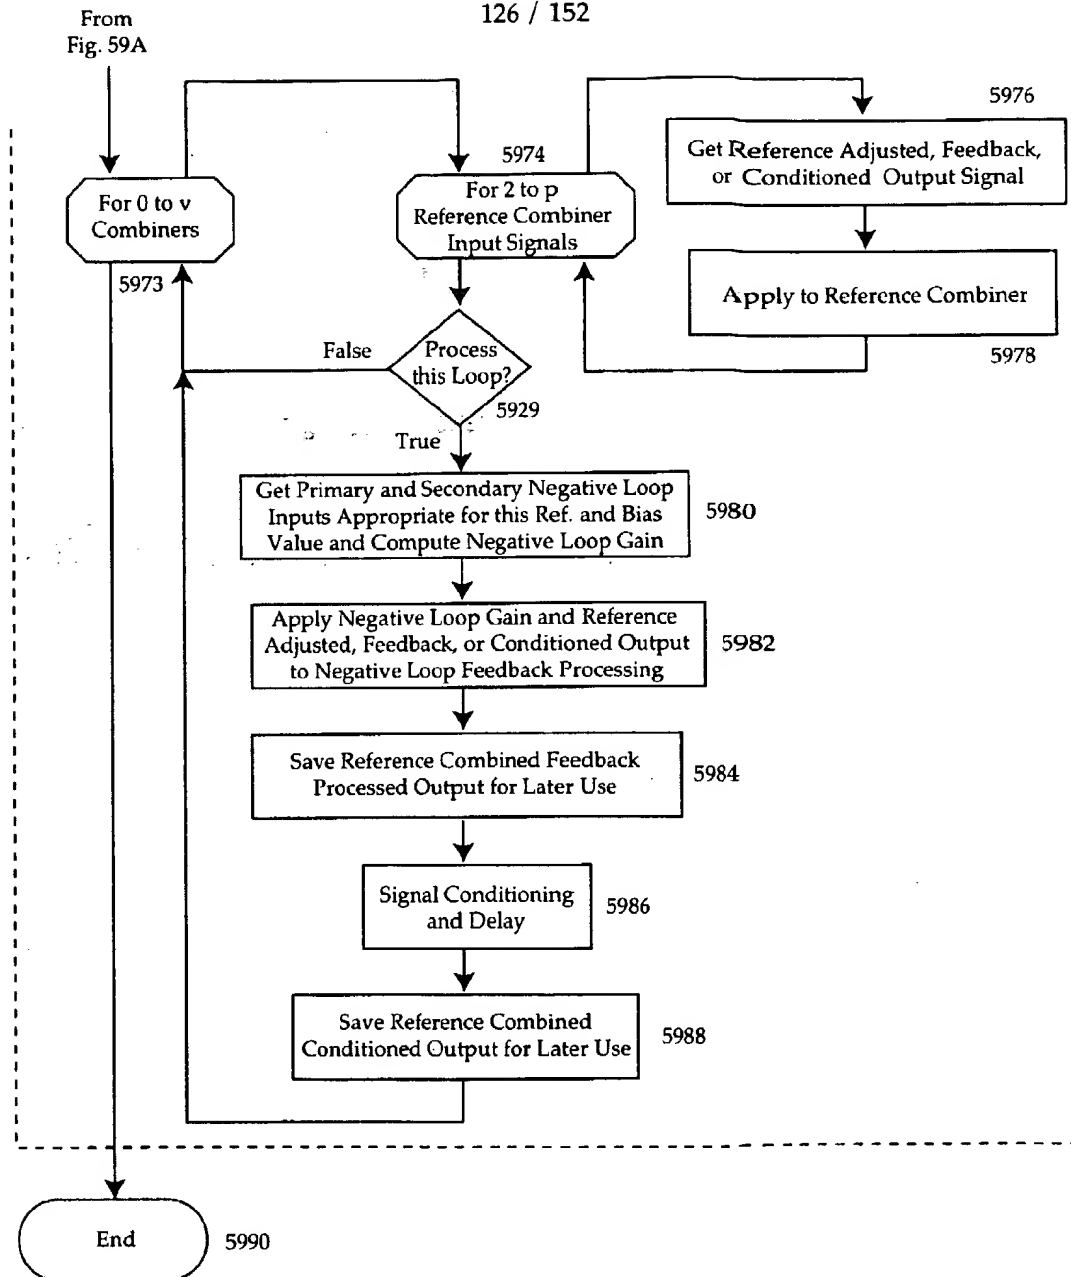 126 / 152
From
Fig. 59A
For 0 to v
Combiners
5973
5974
For 2 to p
Reference Combiner
Input Signals
5976
Get Reference Adjusted, Feedback,
or Conditioned Output Signal
Apply to Reference Combiner
5978
Process
this Loop?
5929
False
True
Get Primary and Secondary Negative Loop
Inputs Appropriate for this Ref. and Bias
Value and Compute Negative Loop Gain
5980
Apply Negative Loop Gain and Reference
Adjusted, Feedback, or Conditioned Output
to Negative Loop Feedback Processing
5982
Save Reference Combined Feedback
Processed Output for Later Use
5984
Signal Conditioning
and Delay
5986
Save Reference Combined
Conditioned Output for Later Use
5988
End
5990